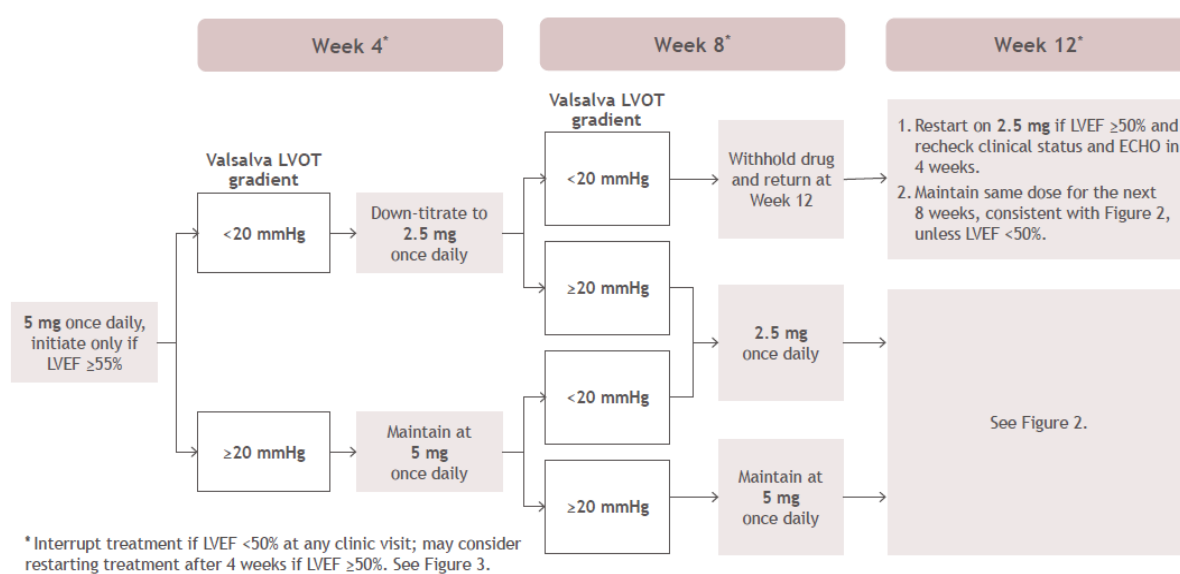 Week 4*
Week 8*
Week 12*
5 mg once daily,
initiate only if
LVEF ≥55%
Valsalva LVOT
gradient
<20 mmHg
Down-titrate to
2.5 mg
once daily
≥20 mmHg
Maintain at
5 mg
once daily
Valsalva LVOT
gradient
<20 mmHg
Withhold drug
and return at
Week 12
≥20 mmHg
<20 mmHg
2.5 mg
once daily
≥20 mmHg
Maintain at
5 mg
once daily
1. Restart on 2.5 mg if LVEF ≥50% and
recheck clinical status and ECHO in
4 weeks.
2. Maintain same dose for the next
8 weeks, consistent with Figure 2,
unless LVEF <50%.
See Figure 2.
* Interrupt treatment if LVEF <50% at any clinic visit; may consider
restarting treatment after 4 weeks if LVEF ≥50%. See Figure 3.